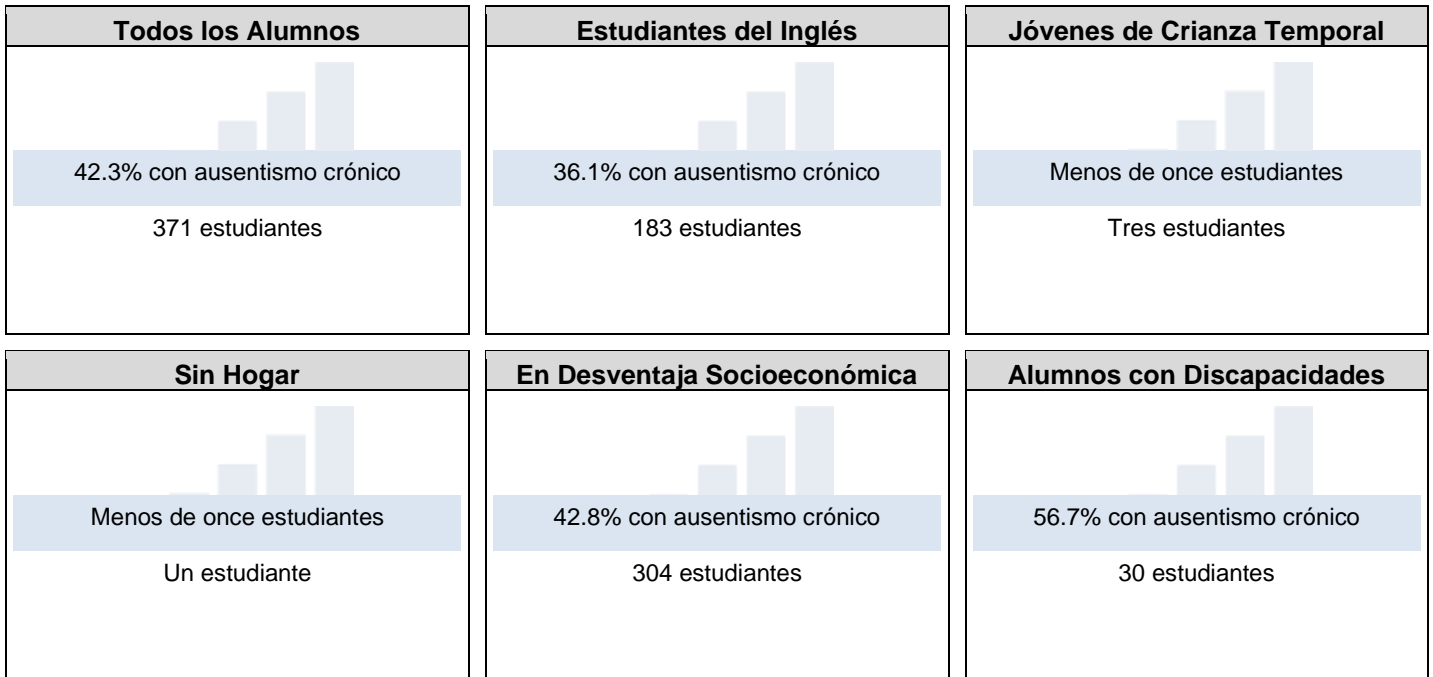 Todos los Alumnos
42.3% con ausentismo crónico
371 estudiantes
Estudiantes del Inglés
36.1% con ausentismo crónico
183 estudiantes
Jóvenes de Crianza Temporal
Menos de once estudiantes
Tres estudiantes
Sin Hogar
Menos de once estudiantes
Un estudiante
En Desventaja Socioeconómica
42.8% con ausentismo crónico
304 estudiantes
Alumnos con Discapacidades
56.7% con ausentismo crónico
30 estudiantes